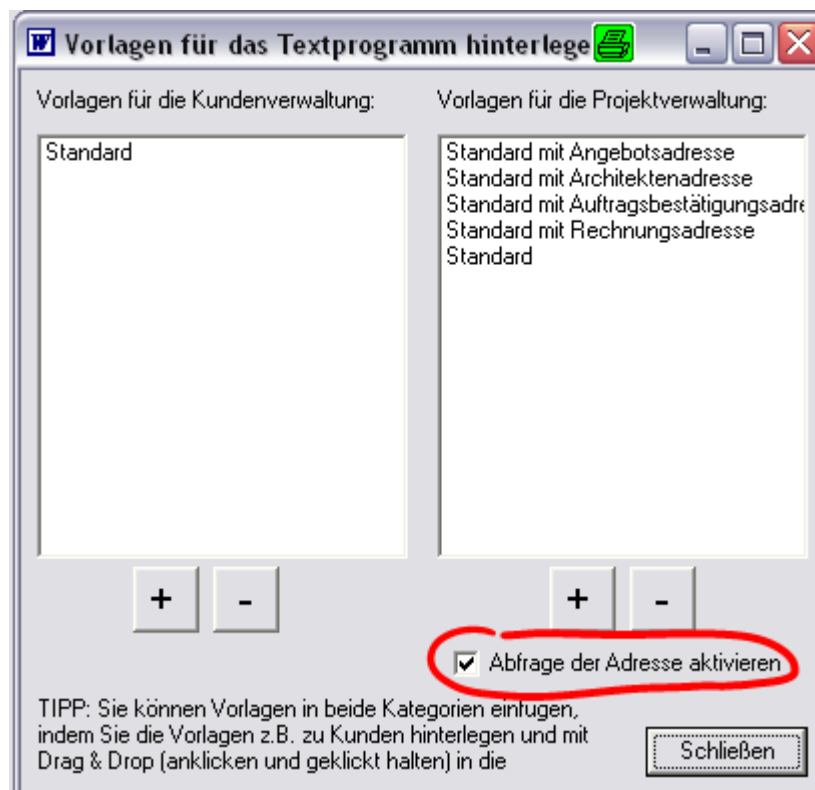 Vorlagen für das Textprogramm hinterlege
Vorlagen für die Kundenverwaltung:
Standard
Vorlagen für die Projektverwaltung:
Standard mit Angebotsadresse
Standard mit Architektenadresse
Standard mit Auftragsbestätigungsadre
Standard mit Rechnungsadresse
Standard
+
-
+
-
Abfrage der Adresse aktivieren
TIPP: Sie können Vorlagen in beide Kategorien einfügen,
indem Sie die Vorlagen z.B. zu Kunden hinterlegen und mit
Drag & Drop (anklicken und geklickt halten) in die
Schließen